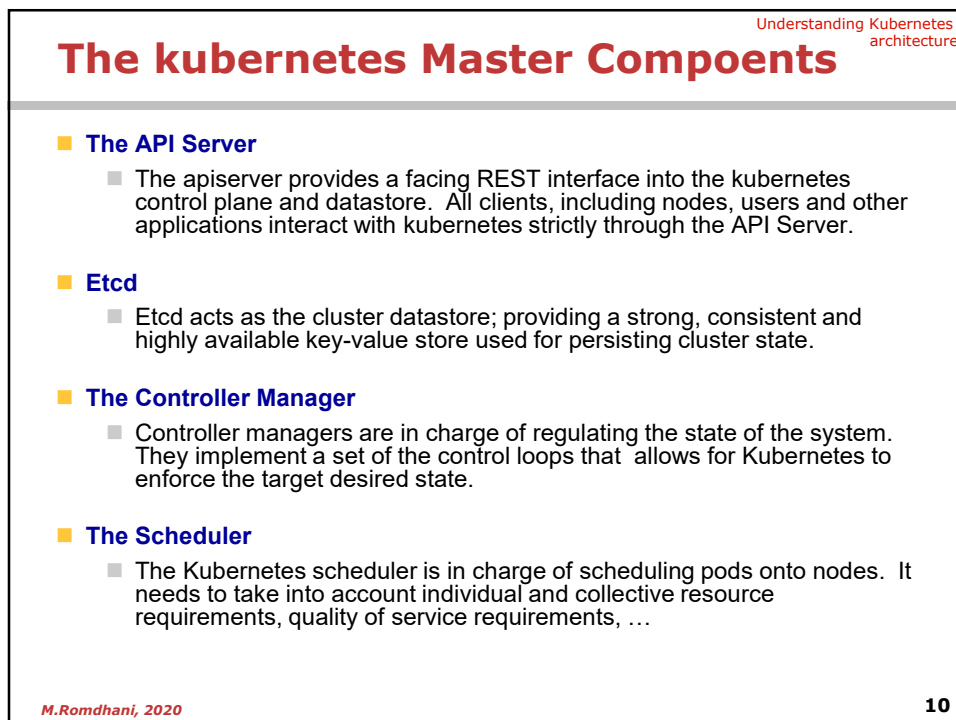 Understanding Kubernetes
architecture
The kubernetes Master Compoents
The API Server
The apiserver provides a facing REST interface into the kubernetes
control plane and datastore. All clients, including nodes, users and other
applications interact with kubernetes strictly through the API Server.
Etcd
Etcd acts as the cluster datastore; providing a strong, consistent and
highly available key-value store used for persisting cluster state.
The Controller Manager
Controller managers are in charge of regulating the state of the system.
They implement a set of the control loops that allows for Kubernetes to
enforce the target desired state.
The Scheduler
The Kubernetes scheduler is in charge of scheduling pods onto nodes. It
needs to take into account individual and collective resource
requirements, quality of service requirements, …
M.Romdhani, 2020
10